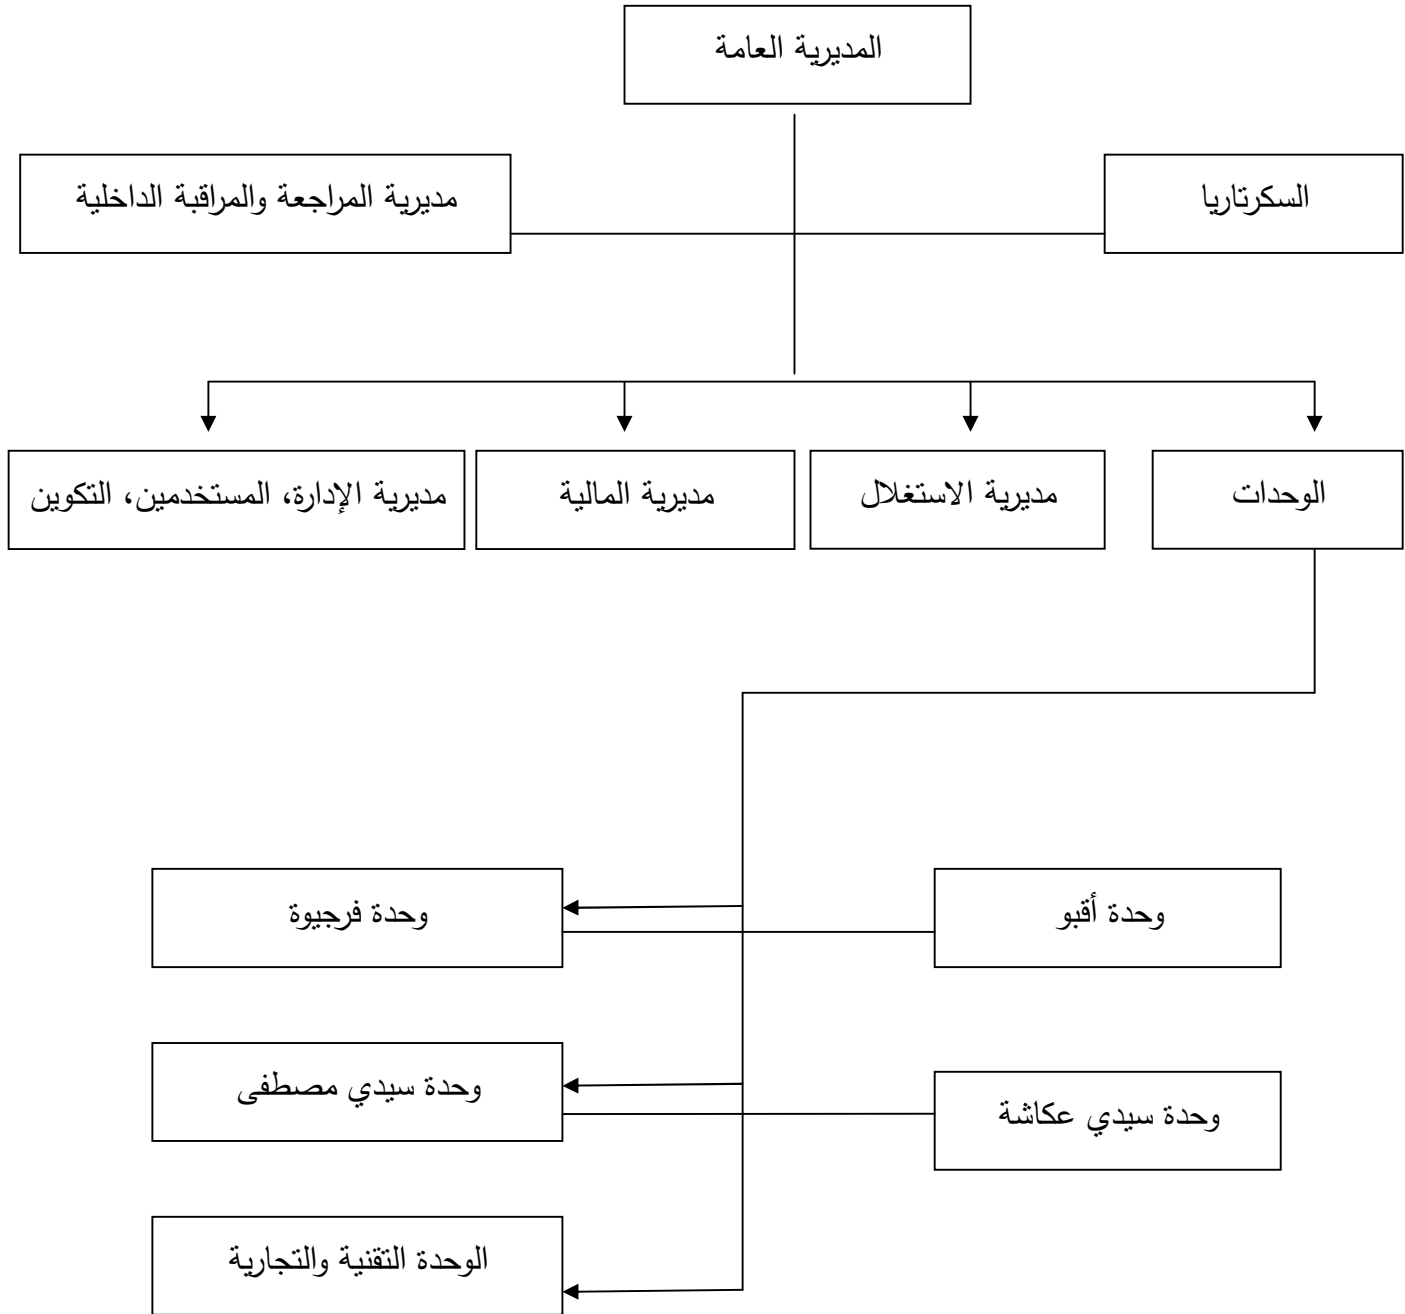 المديرية العامة
السكرتاريا
مديرية المراجعة والمراقبة الداخلية
الوحدات
مديرية الاستغلال
مديرية المالية
مديرية الإدارة، المستخدمين، التكوين
وحدة أقبو
وحدة فرجيوة
وحدة سيدي عكاشة
وحدة سيدي مصطفى
الوحدة التقنية والتجارية